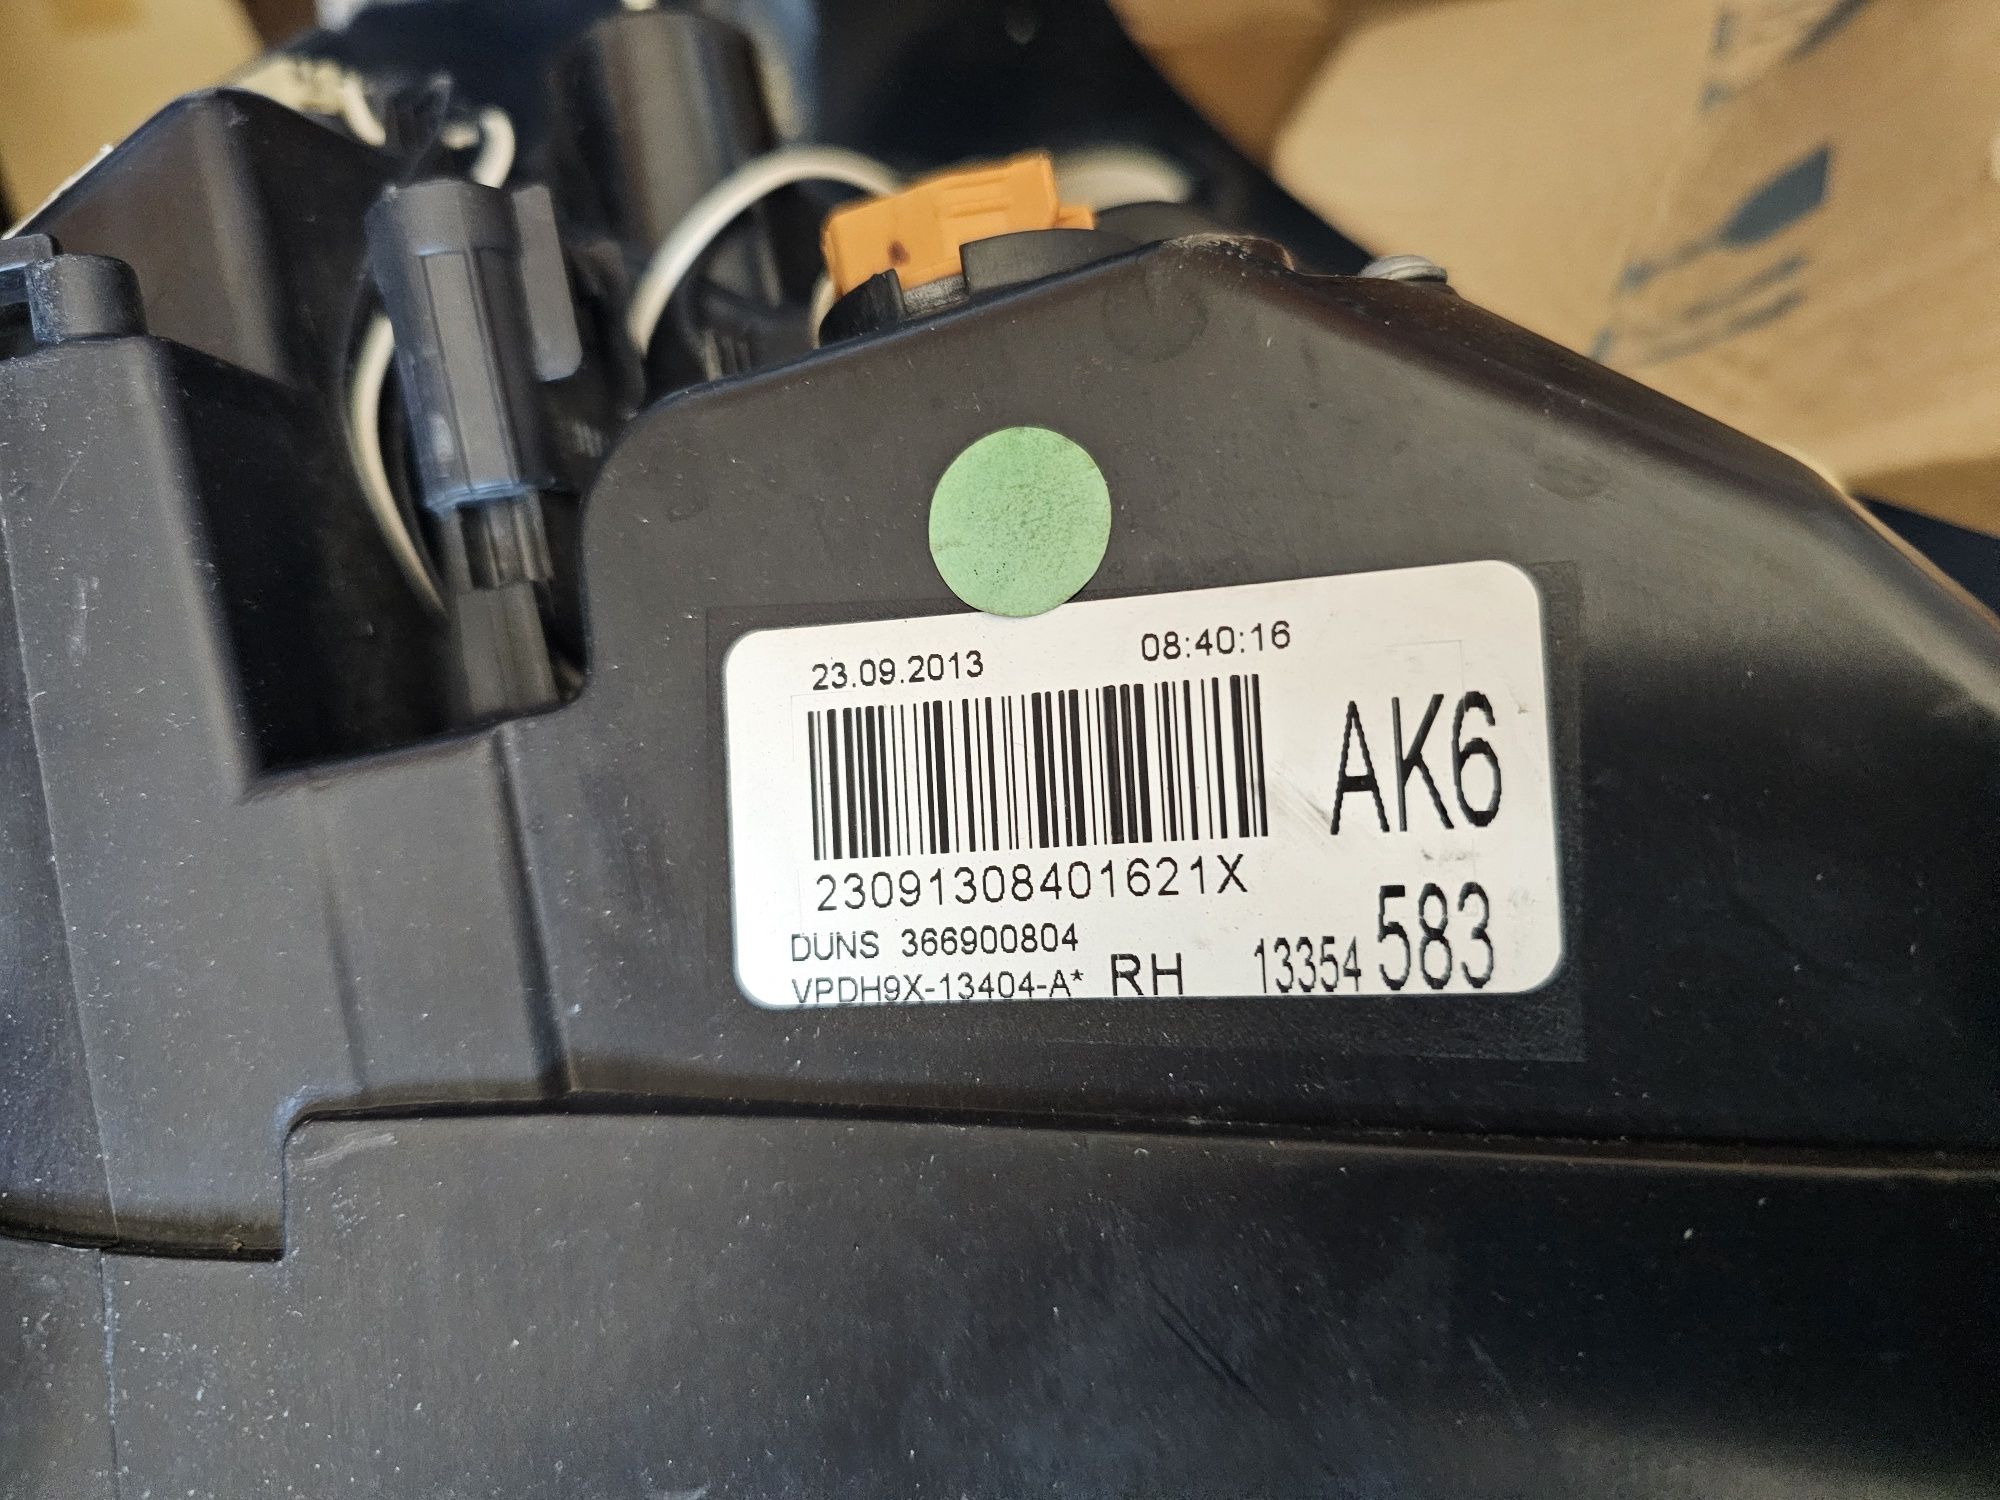 23.09.2013 08:40:16
AK6
23091308401621X
DUNS 366900804
VPDH9X-13404-A* RH 13354 583